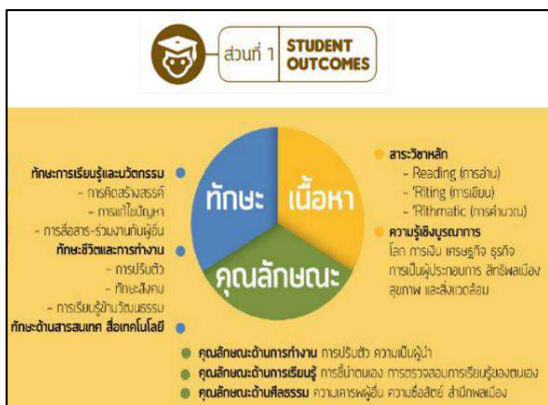 ส่วนที่ 1
STUDENT
OUTCOMES
ทักษะการเรียนรู้และนวัตกรรม
- การคิดสร้างสรรค์
- การแก้ไขปัญหา
- การสื่อสาร-ร่วมงานกับผู้อื่น
ทักษะชีวิตและการทำงาน
- การปรับตัว
- ทักษะสังคม
- การเรียนรู้ข้ามวัฒนธรรม
ทักษะด้านสารสนเทศ สื่อเทคโนโลยี
ทักษะ
เนื้อหา
คุณลักษณะ
สาระวิชาหลัก
- Reading (การอ่าน)
- 'Riting (การเขียน)
- 'Rithmatic (การคำนวณ)
ความรู้เชิงบูรณาการ
โลก การเงิน เศรษฐกิจ ธุรกิจ
การเป็นผู้ประกอบการ สิทธิพลเมือง
สุขภาพ และสิ่งแวดล้อม
คุณลักษณะด้านการทำงาน การปรับตัว ความเป็นผู้นำ
คุณลักษณะด้านการเรียนรู้ การชี้นำตนเอง การตรวจสอบการเรียนรู้ของตนเอง
คุณลักษณะด้านศีลธรรม ความเคารพผู้อื่น ความซื่อสัตย์ สำนึกพลเมือง